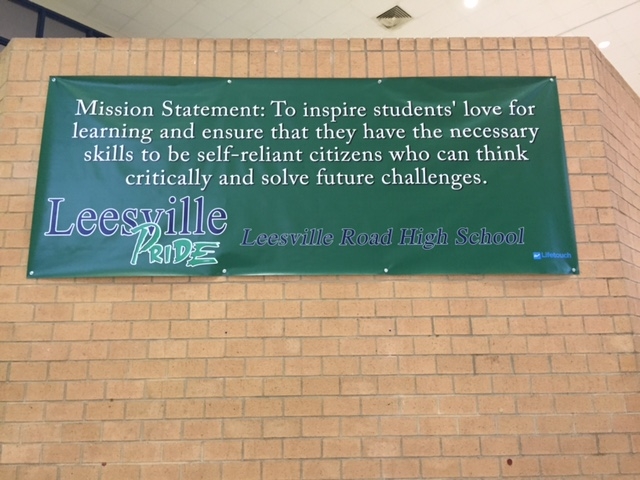 Mission Statement: To inspire students' love for
learning and ensure that they have the necessary
skills to be self-reliant citizens who can think
critically and solve future challenges.
Leesville
PRIDE
Leesville Road High School
Lifetouch